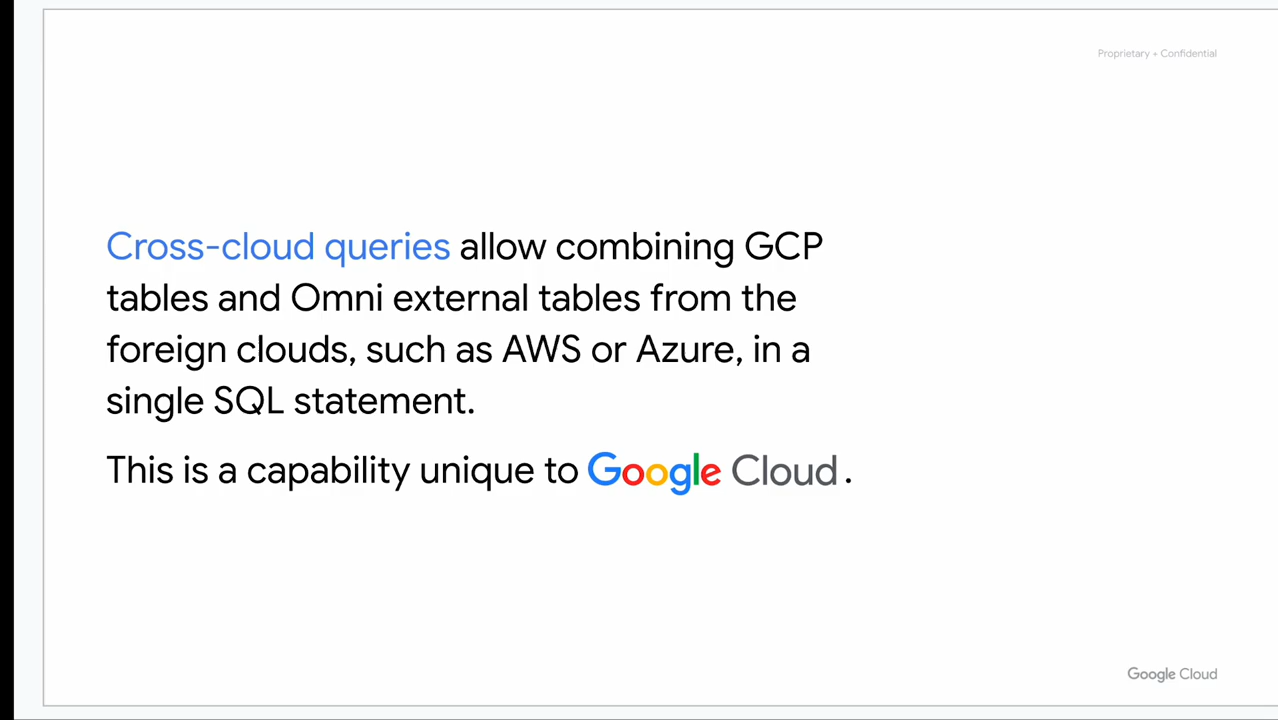 Proprietary + Confidential
Cross-cloud queries allow combining GCP
tables and Omni external tables from the
foreign clouds, such as AWS or Azure, in a
single SQL statement.
This is a capability unique to Google Cloud.
Google Cloud